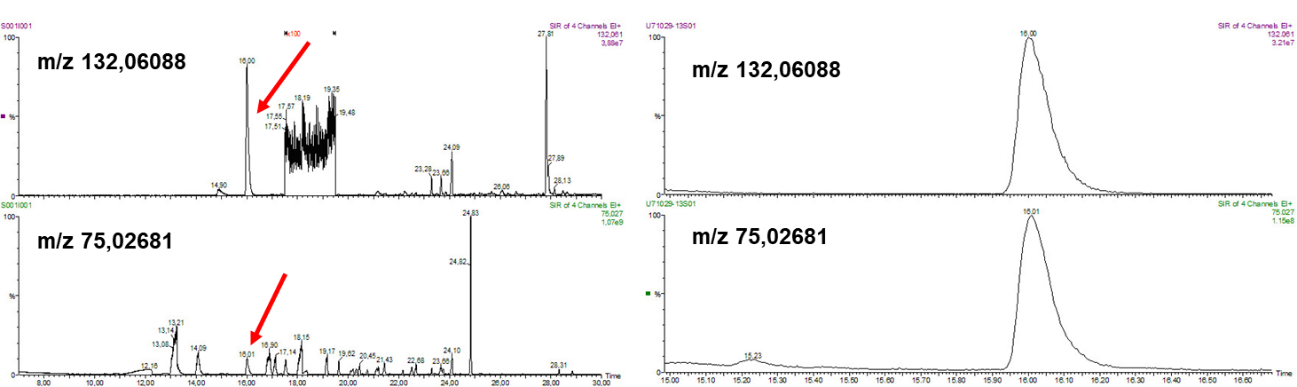 S001I001
SIR of 4 Channels EI+
132,061
3,88e7
100
x100
m/z 132,06088
16,00
17,51
17,55
17,57
18,19
19,35
19,48
%
14,90
23,28
23,66
24,09
26,06
27,81
27,89
28,13
0
S001I001
SIR of 4 Channels EI+
75,027
1,07e9
100
m/z 75,02681
24,83
24,82
%
12,16
13,08
13,14
13,21
14,09
16,01
16,90
17,14
18,15
19,17
19,62
20,45
21,43
22,68
23,66
24,10
28,31
0
8,00 10,00 12,00 14,00 16,00 18,00 20,00 22,00 24,00 26,00 28,00 30,00 Time
U71029-13S01
SIR of 4 Channels EI+
132.061
3.21e7
100
m/z 132,06088
16,00
%
0
U71029-13S01
SIR of 4 Channels EI+
75.027
1.15e8
100
m/z 75,02681
16,01
%
15,23
0
15.00 15.10 15.20 15.30 15.40 15.50 15.60 15.70 15.80 15.90 16.00 16.10 16.20 16.30 16.40 16.50 16.60 Time